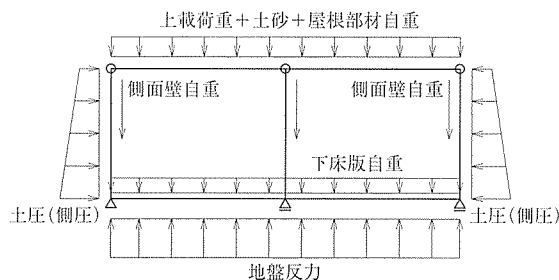 上載荷重＋土砂＋屋根部材自重
側面壁自重
側面壁自重
下床版自重
土圧(側圧)
土圧(側圧)
地盤反力